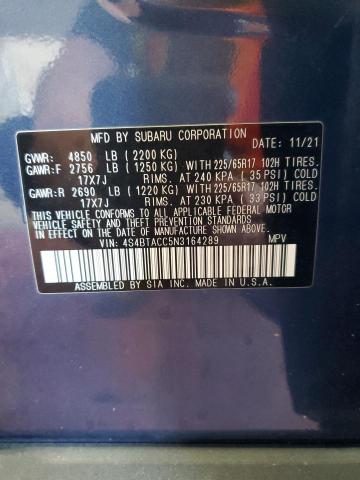 MFD BY SUBARU CORPORATION DATE: 11/21
GVWR: 4850 LB (2200 KG)
GAWR:F 2756 LB (1250 KG) WITH 225/65R17 102H TIRES.
17X7J RIMS. AT 240 KPA ( 35 PSI) COLD
GAWR:R 2690 LB (1220 KG) WITH 225/65R17 102H TIRES.
17X7J RIMS. AT 230 KPA ( 33 PSI) COLD
THIS VEHICLE CONFORMS TO ALL APPLICABLE FEDERAL MOTOR
VEHICLE SAFETY AND THEFT PREVENTION STANDARDS
IN EFFECT ON THE DATE OF MANUFACTURE SHOWN ABOVE.
VIN: 4S4BTACC5N3164289 MPV
ASSEMBLED BY SIA INC. MADE IN U.S.A.